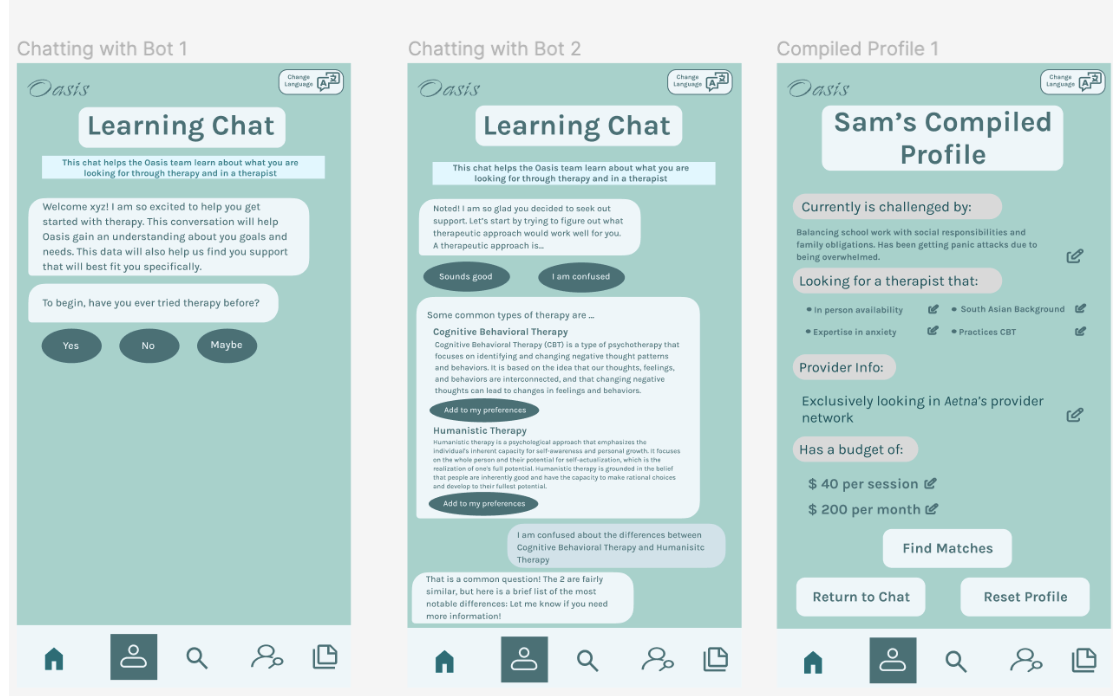 Chatting with Bot 1
Oasis
Change
Language
A
Learning Chat
This chat helps the Oasis team learn about what you are
looking for through therapy and in a therapist
Welcome xyz! I am so excited to help you get
started with therapy. This conversation will help
Oasis gain an understanding about you goals and
needs. This data will also help us find you support
that will best fit you specifically.
To begin, have you ever tried therapy before?
Yes
No
Maybe
Chatting with Bot 2
Oasis
Change
Language
A
Learning Chat
This chat helps the Oasis team learn about what you are
looking for through therapy and in a therapist
Noted! I am so glad you decided to seek out
support. Let's start by trying to figure out what
therapeutic approach would work well for you.
A therapeutic approach is...
Sounds good
I am confused
Some common types of therapy are ...
Cognitive Behavioral Therapy
Cognitive Behavioral Therapy (CBT) is a type of psychotherapy that
focuses on identifying and changing negative thought patterns
and behaviors. It is based on the idea that our thoughts, feelings,
and behaviors are interconnected, and that changing negative
thoughts can lead to changes in feelings and behaviors.
Add to my preferences
Humanistic Therapy
Humanistic therapy is a psychological approach that emphasizes the
individual's inherent capacity for self-awareness and personal growth. It focuses
on the whole person and their potential for self-actualization, which is the
realization of one's full potential. Humanistic therapy is grounded in the belief
that people are inherently good and have the capacity to make rational choices
and develop to their fullest potential.
Add to my preferences
I am confused about the differences between
Cognitive Behavioral Therapy and Humanisitc
Therapy
That is a common question! The 2 are fairly
similar, but here is a brief list of the most
notable differences: Let me know if you need
more information!
Compiled Profile 1
Oasis
Change
Language
A
Sam's Compiled
Profile
Currently is challenged by:
Balancing school work with social responsibilities and
family obligations. Has been getting panic attacks due to
being overwhelmed.
Looking for a therapist that:
• In person availability
• South Asian Background
• Expertise in anxiety
• Practices CBT
Provider Info:
Exclusively looking in Aetna's provider
network
Has a budget of:
$ 40 per session
$ 200 per month
Find Matches
Return to Chat
Reset Profile